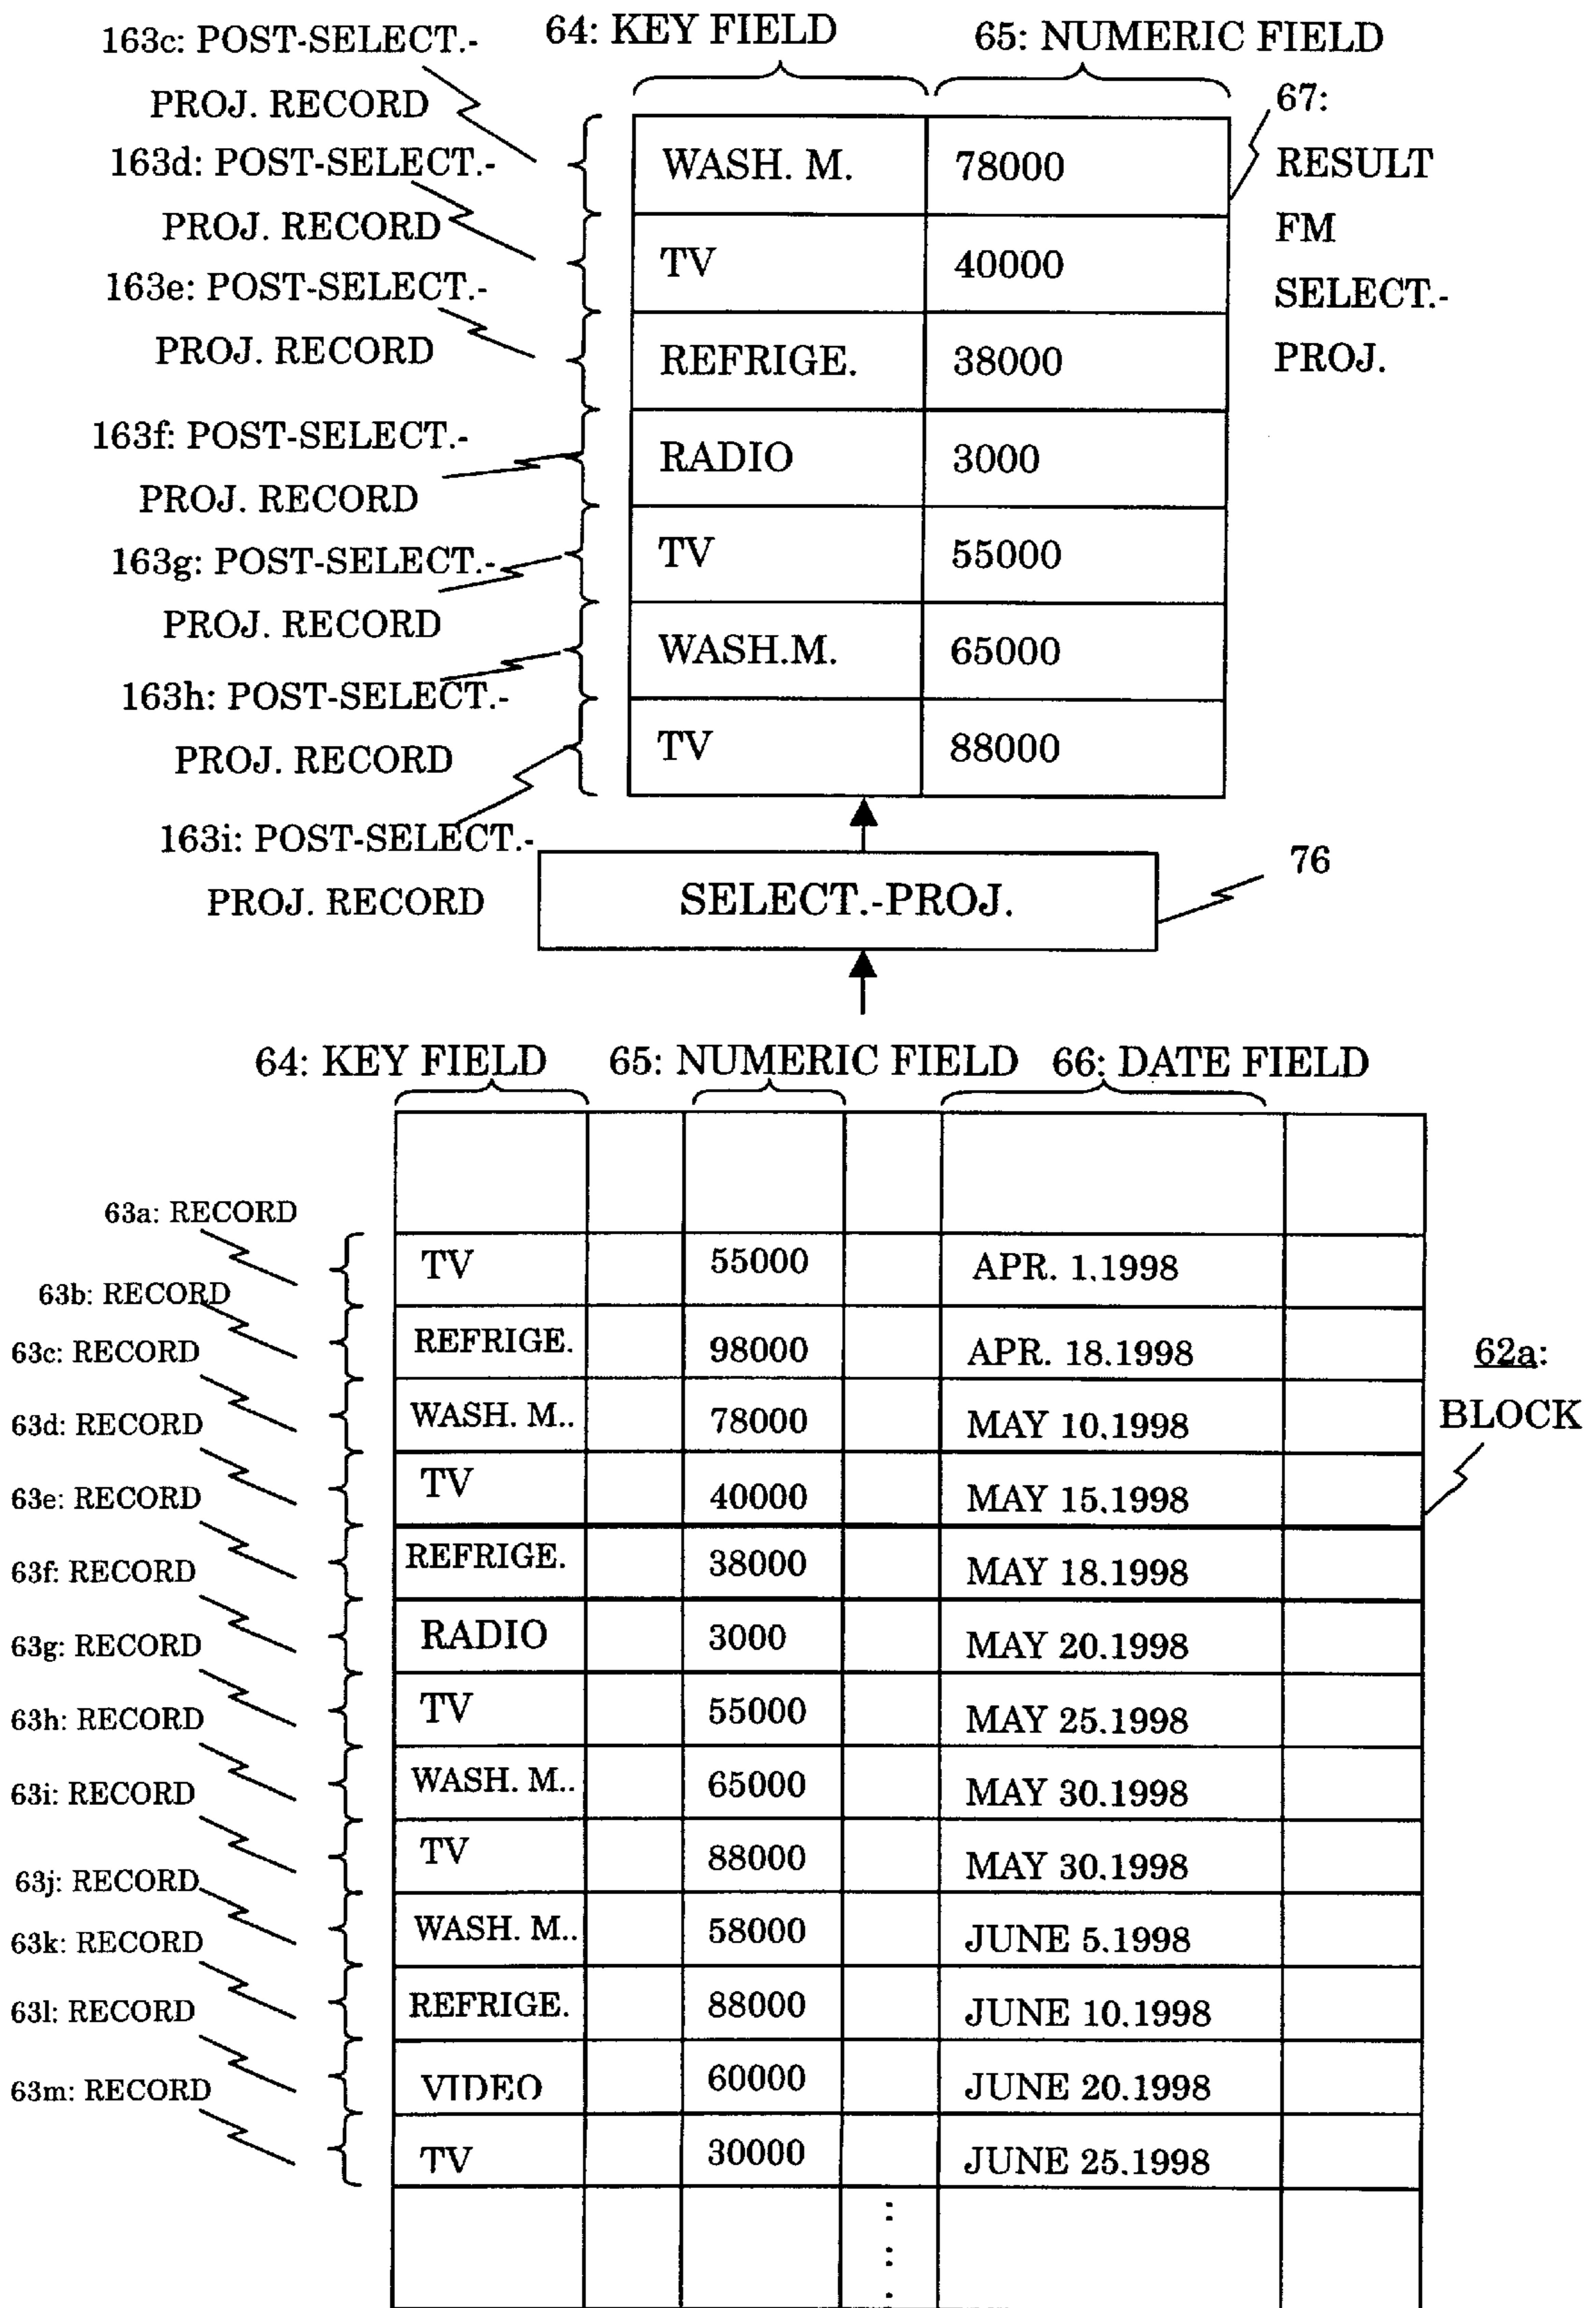 64: KEY FIELD
65: NUMERIC FIELD
163c: POST-SELECT.-
PROJ. RECORD
163d: POST-SELECT.-
PROJ. RECORD
163e: POST-SELECT.-
PROJ. RECORD
163f: POST-SELECT.-
PROJ. RECORD
163g: POST-SELECT.-
PROJ. RECORD
163h: POST-SELECT.-
PROJ. RECORD
163i: POST-SELECT.-
PROJ. RECORD
WASH. M. 78000
TV 40000
REFRIGE. 38000
RADIO 3000
TV 55000
WASH.M. 65000
TV 88000
67:
RESULT
FM
SELECT.-
PROJ.
SELECT.-PROJ.
76
64: KEY FIELD 65: NUMERIC FIELD 66: DATE FIELD
63a: RECORD
63b: RECORD
63c: RECORD
63d: RECORD
63e: RECORD
63f: RECORD
63g: RECORD
63h: RECORD
63i: RECORD
63j: RECORD
63k: RECORD
63l: RECORD
63m: RECORD
TV 55000 APR. 1.1998
REFRIGE. 98000 APR. 18.1998
WASH. M.. 78000 MAY 10.1998
TV 40000 MAY 15.1998
REFRIGE. 38000 MAY 18.1998
RADIO 3000 MAY 20.1998
TV 55000 MAY 25.1998
WASH. M.. 65000 MAY 30.1998
TV 88000 MAY 30.1998
WASH. M.. 58000 JUNE 5.1998
REFRIGE. 88000 JUNE 10.1998
VIDEO 60000 JUNE 20.1998
TV 30000 JUNE 25.1998
62a:
BLOCK